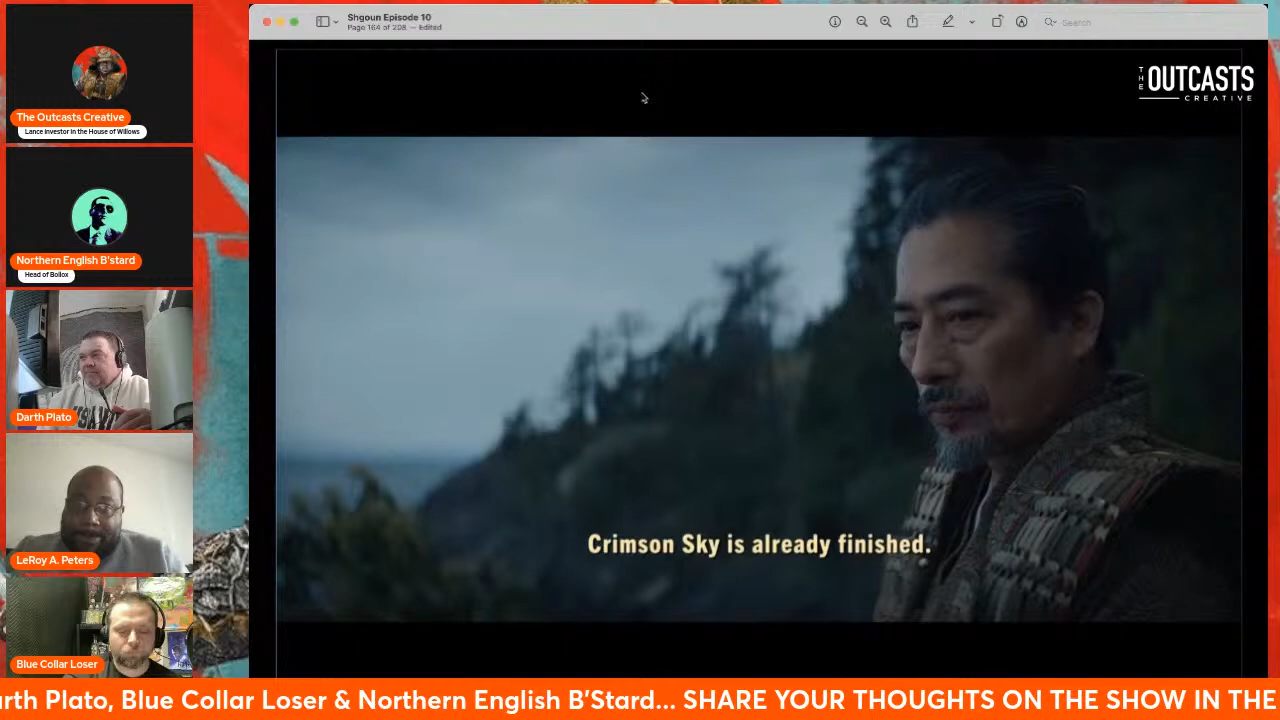 The Outcasts Creative
Lance Investor in the House of Willows
Northern English B'stard
Head of Bollox
Darth Plato
LeRoy A. Peters
Blue Collar Loser
Shgoun Episode 10
Page 164 of 208 — Edited
Search
THE OUTCASTS
CREATIVE
Crimson Sky is already finished.
arth Plato, Blue Collar Loser & Northern English B'Stard... SHARE YOUR THOUGHTS ON THE SHOW IN THE